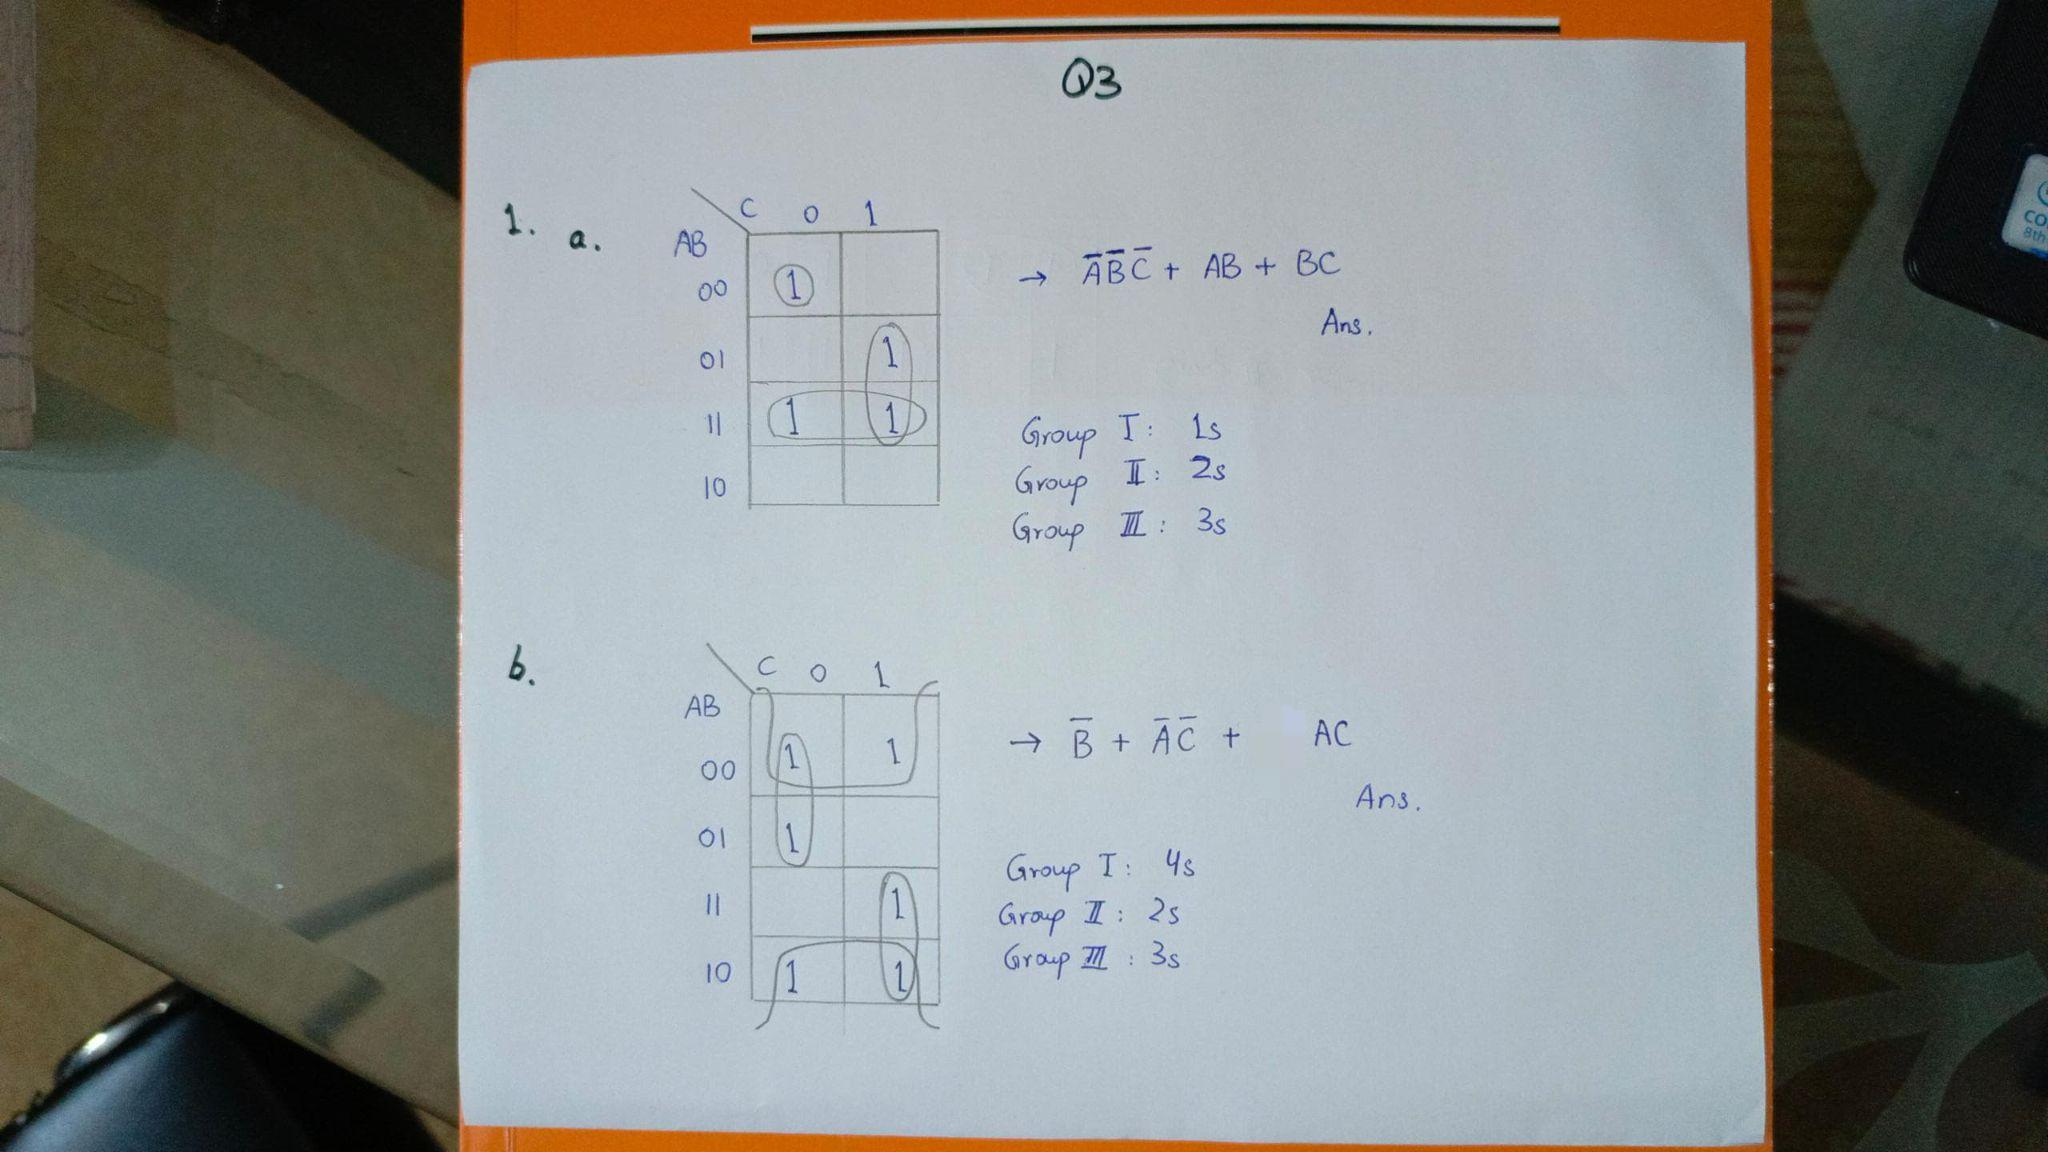 Q3
1. a.
C 0 1
AB
00 1
01 1
11 1 1
10
→ A̅ B̅ C̅ + AB + BC
Ans.
Group I : 1s
Group II : 2s
Group III : 3s
b.
C 0 1
AB
00 1 1
01 1
11 1
10 1 1
→ B̅ + A̅ C̅ + AC
Ans.
Group I : 4s
Group II : 2s
Group III : 3s
8th